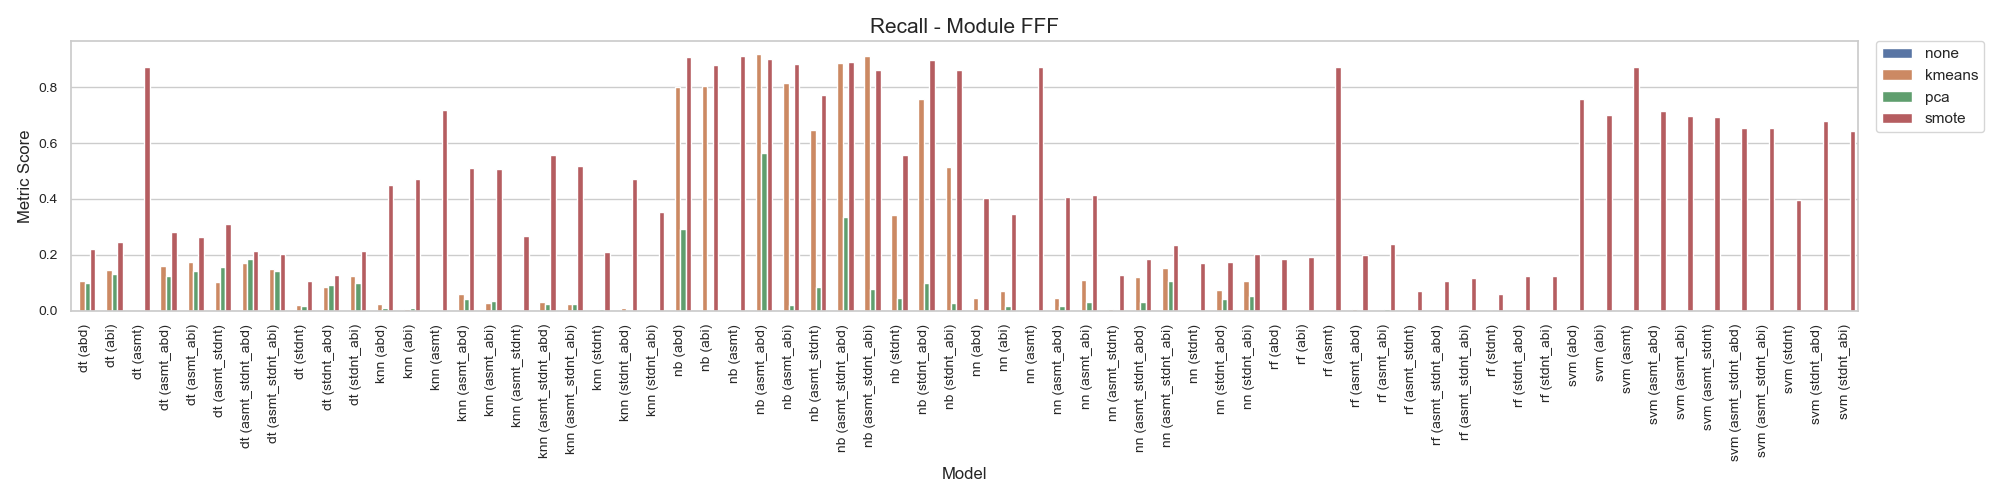 Recall - Module FFF
Metric Score
0.8
0.6
0.4
0.2
0.0
none
kmeans
pca
smote
dt (abd)
dt (abi)
dt (asmt)
dt (asmt_abd)
dt (asmt_abi)
dt (asmt_stdnt)
dt (asmt_stdnt_abd)
dt (asmt_stdnt_abi)
dt (stdnt)
dt (stdnt_abd)
dt (stdnt_abi)
knn (abd)
knn (abi)
knn (asmt)
knn (asmt_abd)
knn (asmt_abi)
knn (asmt_stdnt)
knn (asmt_stdnt_abd)
knn (asmt_stdnt_abi)
knn (stdnt)
knn (stdnt_abd)
knn (stdnt_abi)
nb (abd)
nb (abi)
nb (asmt)
nb (asmt_abd)
nb (asmt_abi)
nb (asmt_stdnt)
nb (asmt_stdnt_abd)
nb (asmt_stdnt_abi)
nb (stdnt)
nb (stdnt_abd)
nb (stdnt_abi)
nn (abd)
nn (abi)
nn (asmt)
nn (asmt_abd)
nn (asmt_abi)
nn (asmt_stdnt)
nn (asmt_stdnt_abd)
nn (asmt_stdnt_abi)
nn (stdnt)
nn (stdnt_abd)
nn (stdnt_abi)
rf (abd)
rf (abi)
rf (asmt)
rf (asmt_abd)
rf (asmt_abi)
rf (asmt_stdnt)
rf (asmt_stdnt_abd)
rf (asmt_stdnt_abi)
rf (stdnt)
rf (stdnt_abd)
rf (stdnt_abi)
svm (abd)
svm (abi)
svm (asmt)
svm (asmt_abd)
svm (asmt_abi)
svm (asmt_stdnt)
svm (asmt_stdnt_abd)
svm (asmt_stdnt_abi)
svm (stdnt)
svm (stdnt_abd)
svm (stdnt_abi)
Model